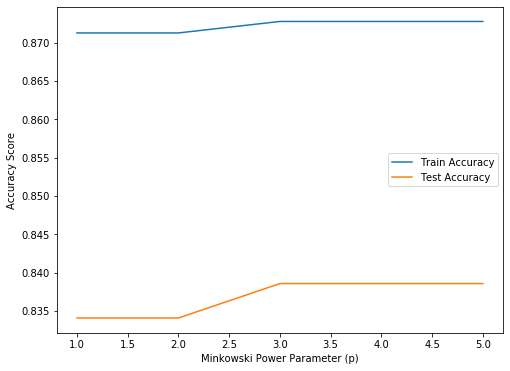 0.870
0.865
0.860
0.855
0.850
0.845
0.840
0.835
Accuracy Score
Train Accuracy
Test Accuracy
1.0 1.5 2.0 2.5 3.0 3.5 4.0 4.5 5.0
Minkowski Power Parameter (p)